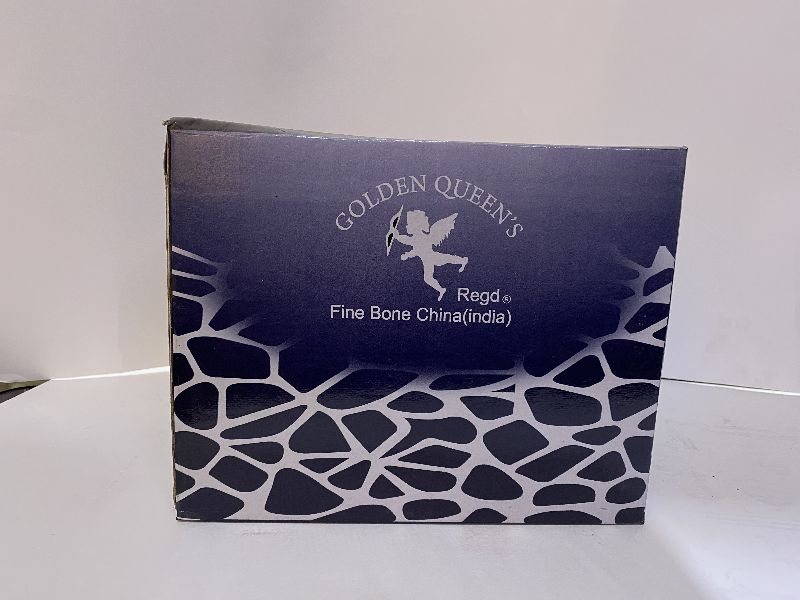 GOLDEN QUEEN'S
Regd ®
Fine Bone China(india)